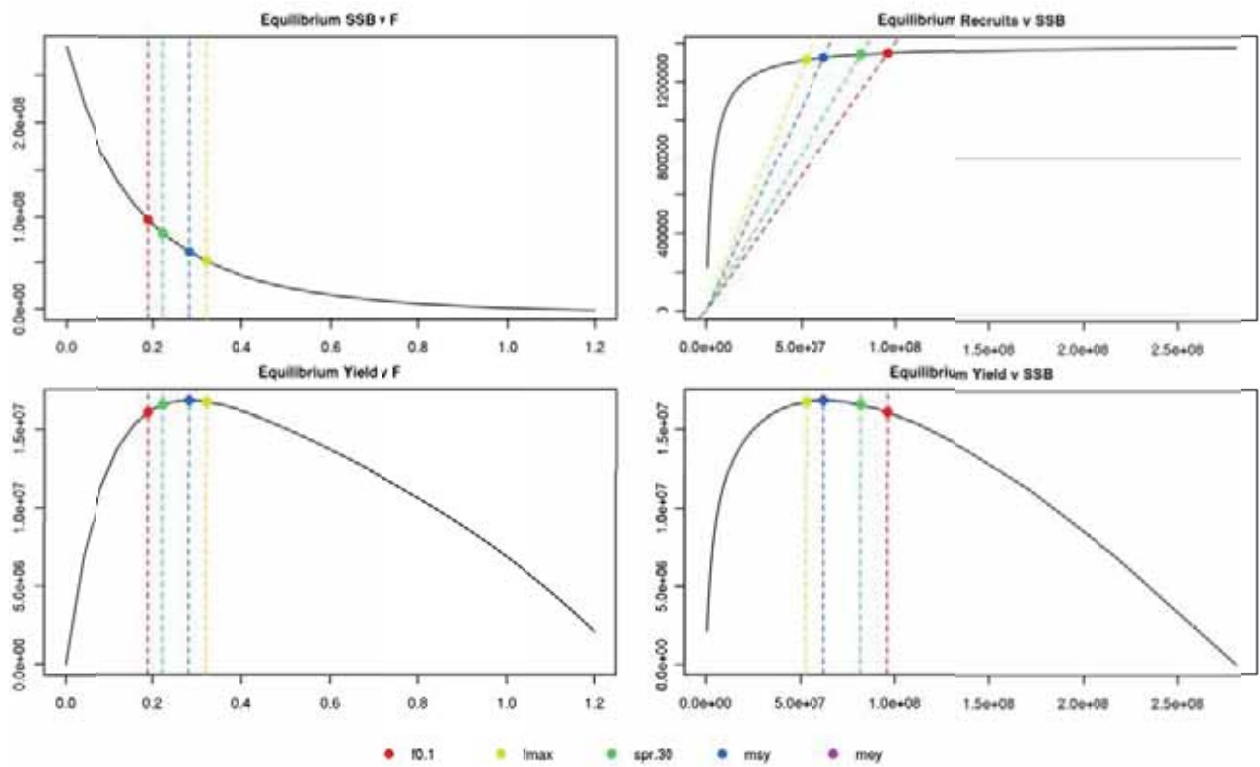 Equilibrium SSB v F
Equilibrium Recruits v SSB
0.0e+00 1.0e+08 2.0e+08
0 400000 800000 1200000
0.0 0.2 0.4 0.6 0.8 1.0 1.2
0.0e+00 5.0e+07 1.0e+08 1.5e+08 2.0e+08 2.5e+08
Equilibrium Yield v F
Equilibrium Yield v SSB
0.0e+00 5.0e+06 1.0e+07 1.5e+07
0.0e+00 5.0e+06 1.0e+07 1.5e+07
0.0 0.2 0.4 0.6 0.8 1.0 1.2
0.0e+00 5.0e+07 1.0e+08 1.5e+08 2.0e+08 2.5e+08
f0.1 fmax spr.30 msy mey